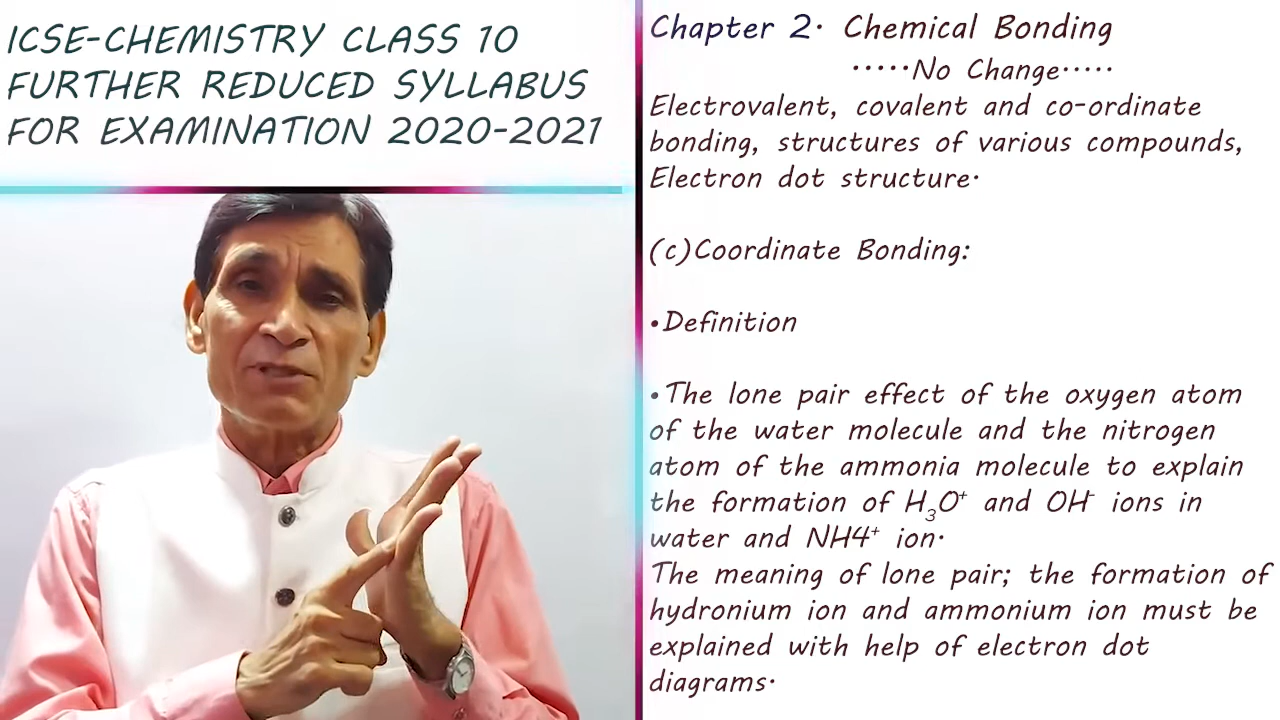 ICSE-CHEMISTRY CLASS 10
FURTHER REDUCED SYLLABUS
FOR EXAMINATION 2020-2021
Chapter 2· Chemical Bonding
·····No Change·····
Electrovalent, covalent and co-ordinate
bonding, structures of various compounds,
Electron dot structure·
(c)Coordinate Bonding:
•Definition
•The lone pair effect of the oxygen atom
of the water molecule and the nitrogen
atom of the ammonia molecule to explain
the formation of H₃O⁺ and OH⁻ ions in
water and NH4⁺ ion·
The meaning of lone pair; the formation of
hydronium ion and ammonium ion must be
explained with help of electron dot
diagrams·